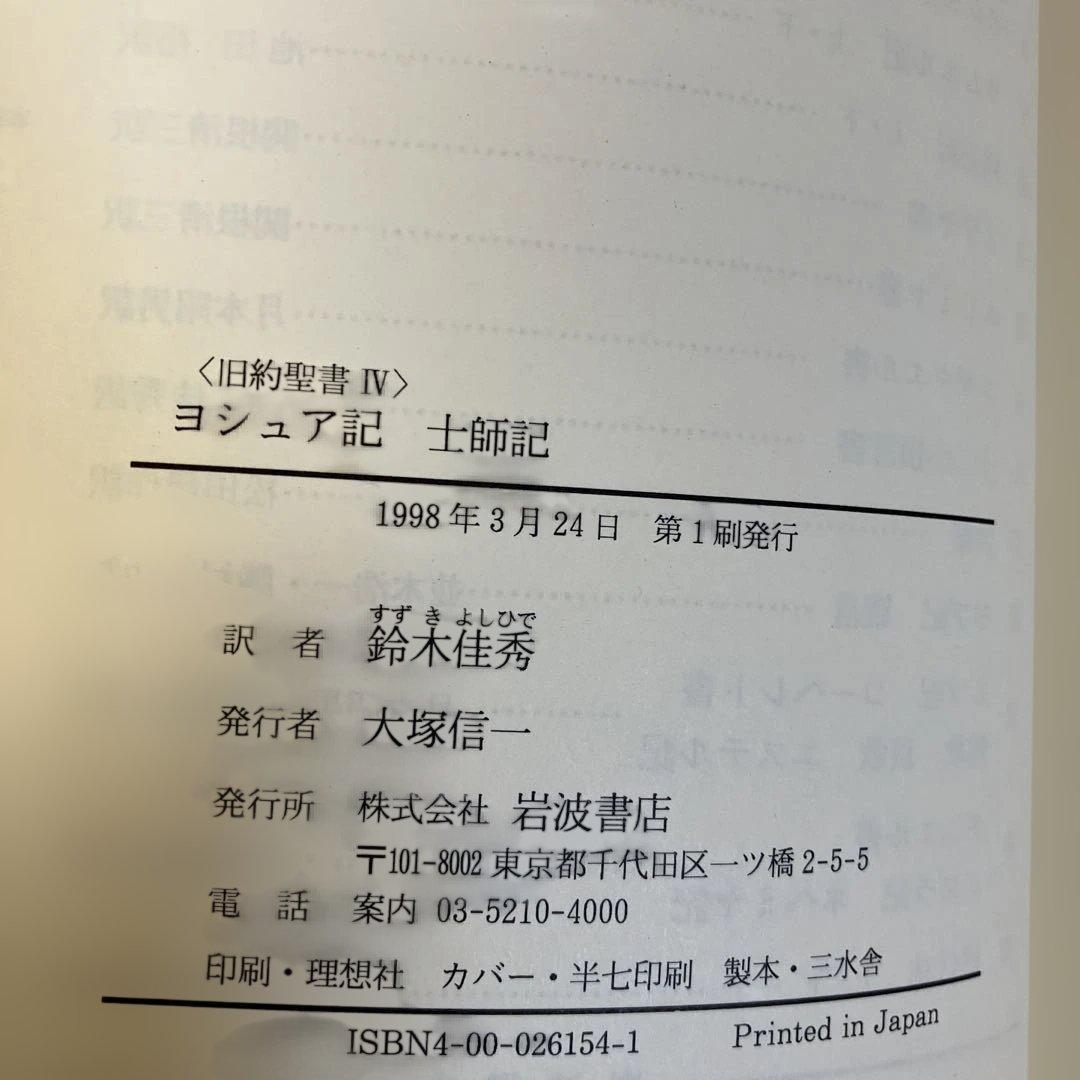 〈旧約聖書 Ⅳ〉
ヨシュア記　士師記
1998年3月24日　第1刷発行
すずきよしひで
訳　者　鈴木佳秀
発行者　大塚信一
発行所　株式会社 岩波書店
〒101-8002 東京都千代田区一ツ橋2-5-5
電　話　案内 03-5210-4000
印刷・理想社　カバー・半七印刷　製本・三水舎
ISBN4-00-026154-1　Printed in Japan